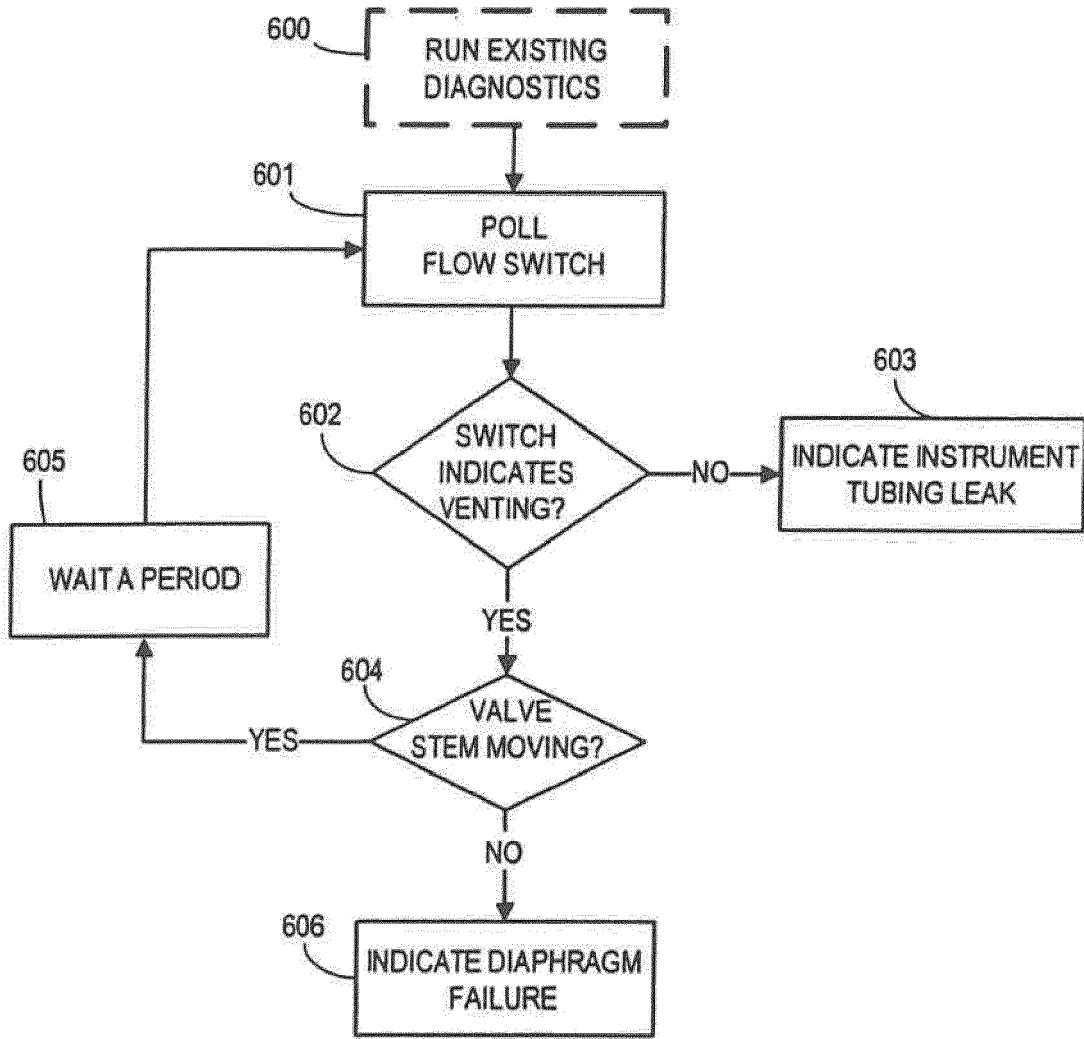 600
RUN EXISTING
DIAGNOSTICS
601
POLL
FLOW SWITCH
602
SWITCH
INDICATES
VENTING?
NO
603
INDICATE INSTRUMENT
TUBING LEAK
605
WAIT A PERIOD
YES
604
VALVE
STEM MOVING?
YES
NO
606
INDICATE DIAPHRAGM
FAILURE